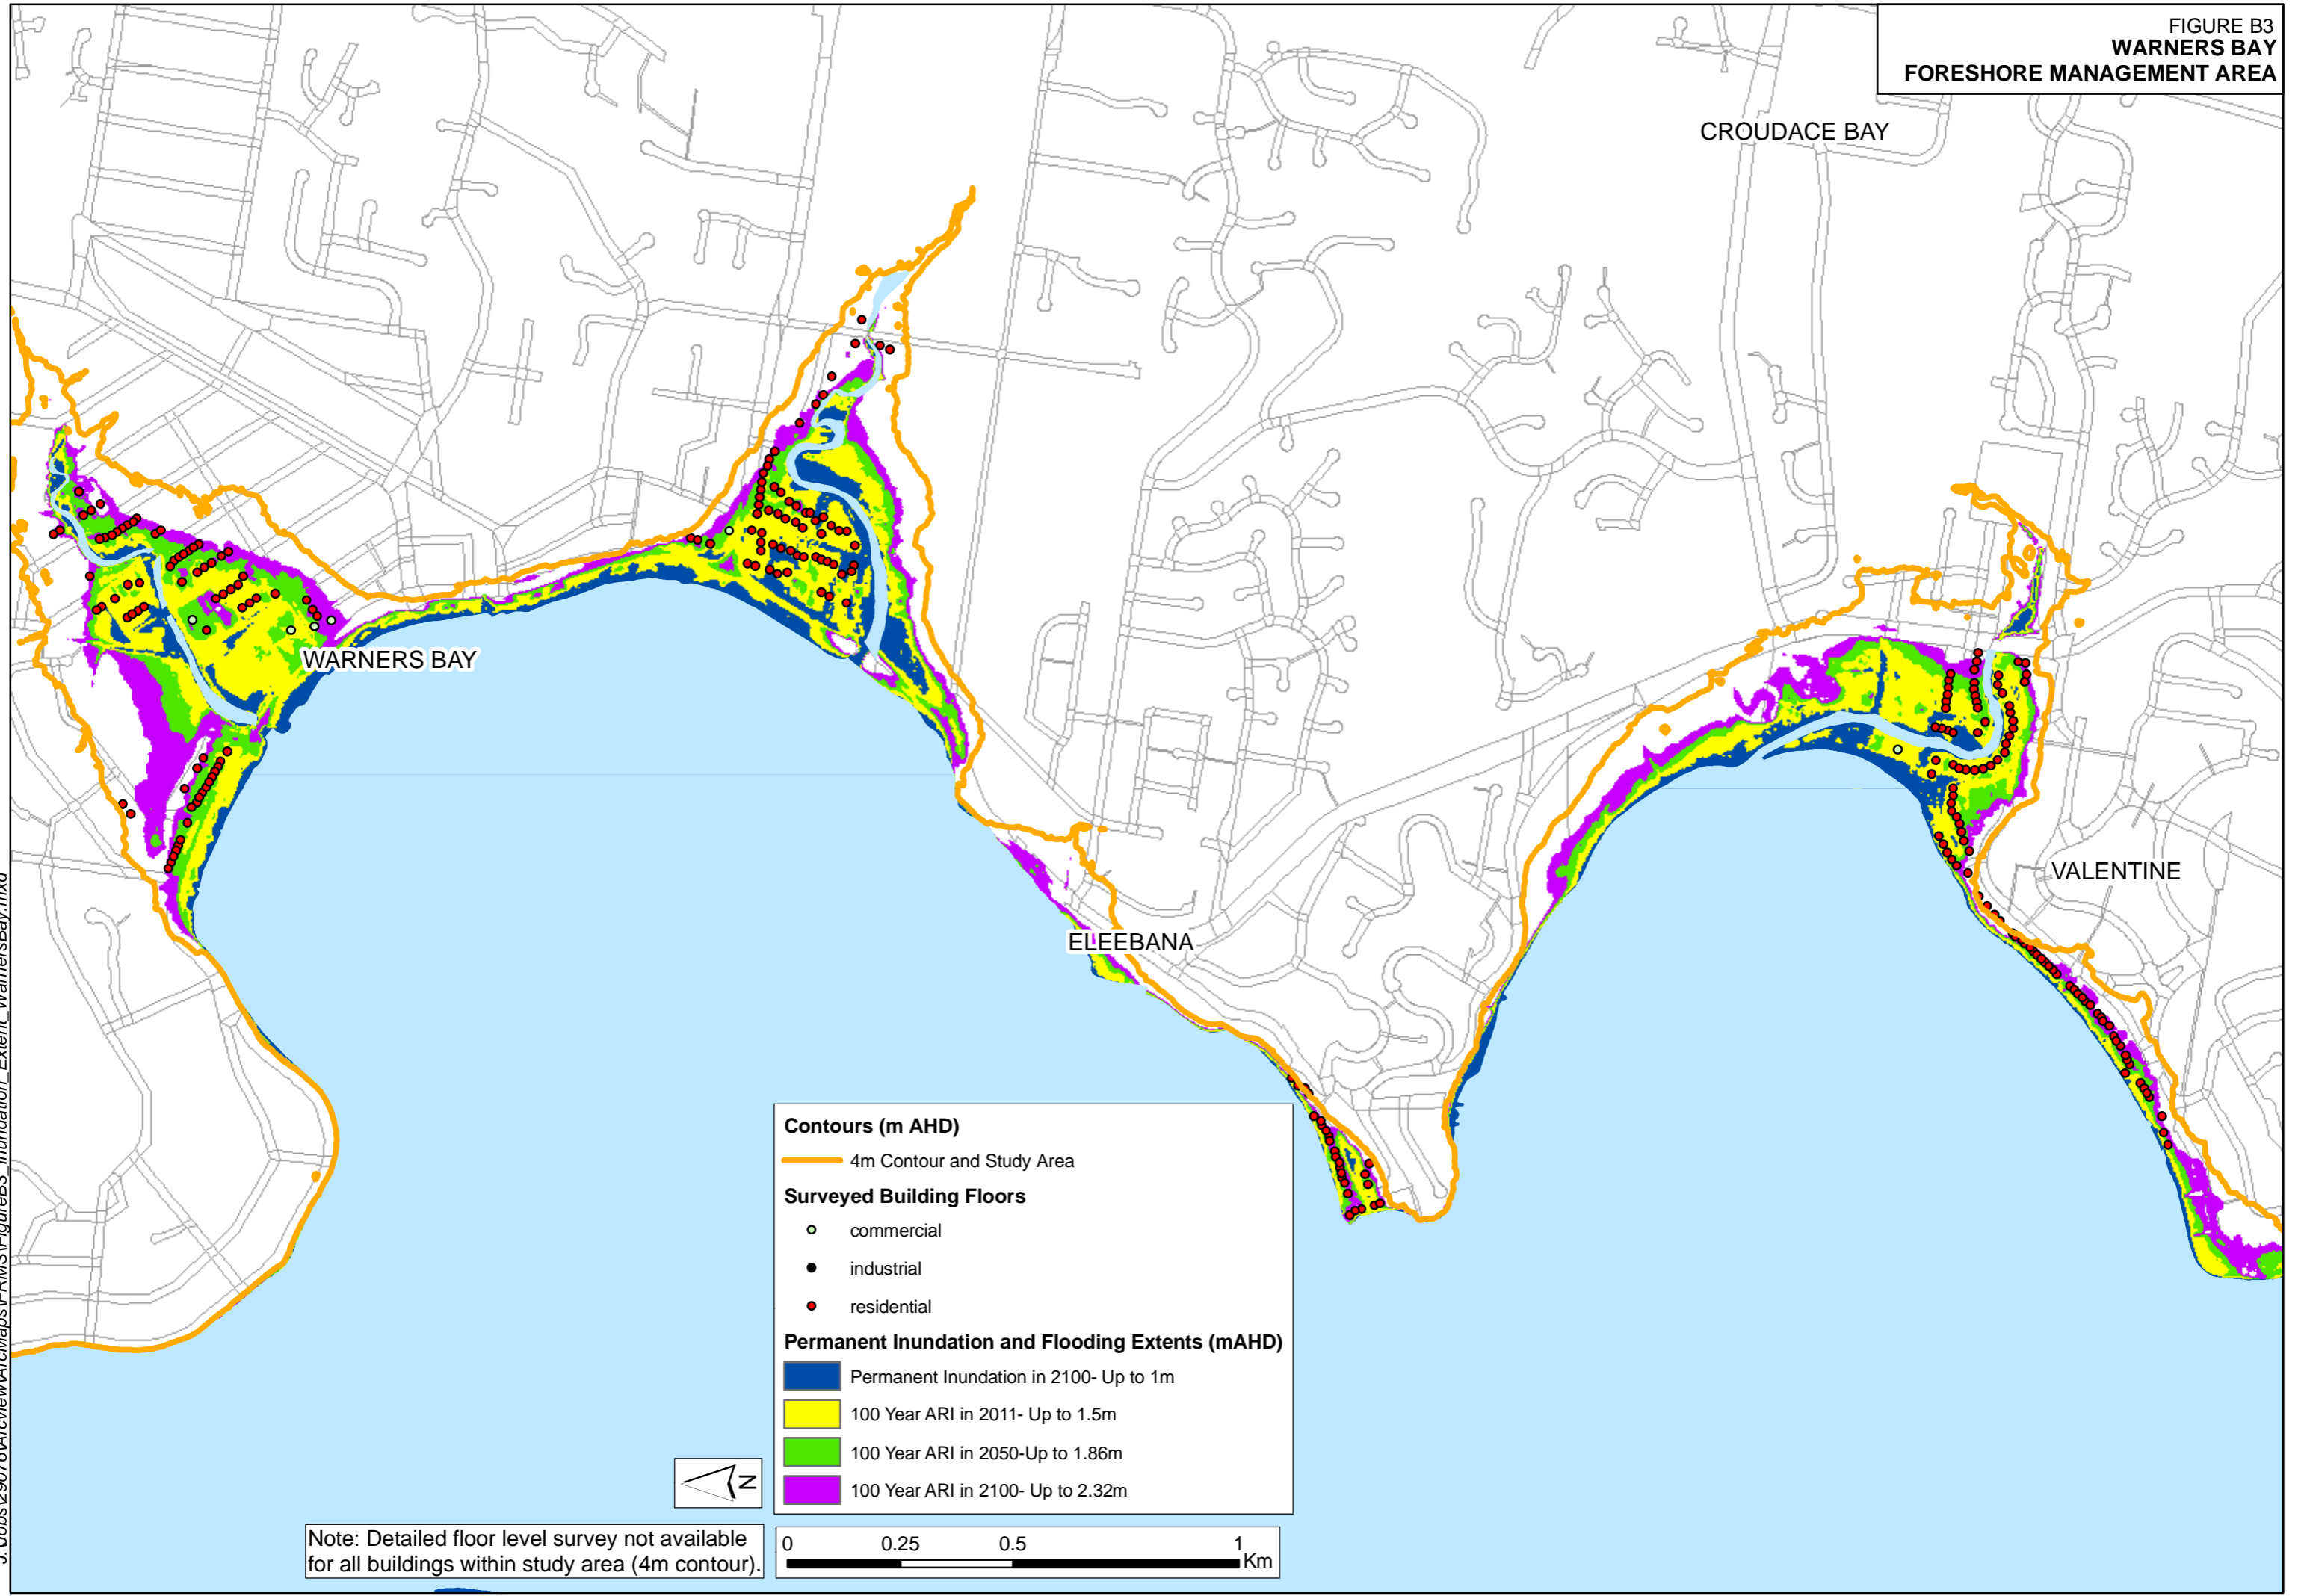 FIGURE B3
WARNERS BAY
FORESHORE MANAGEMENT AREA
CROUDACE BAY
WARNERS BAY
VALENTINE
ELEEBANA
Contours (m AHD)
4m Contour and Study Area
Surveyed Building Floors
commercial
industrial
residential
Permanent Inundation and Flooding Extents (mAHD)
Permanent Inundation in 2100- Up to 1m
100 Year ARI in 2011- Up to 1.5m
100 Year ARI in 2050-Up to 1.86m
100 Year ARI in 2100- Up to 2.32m
N
Note: Detailed floor level survey not available
for all buildings within study area (4m contour).
0 0.25 0.5 1
Km